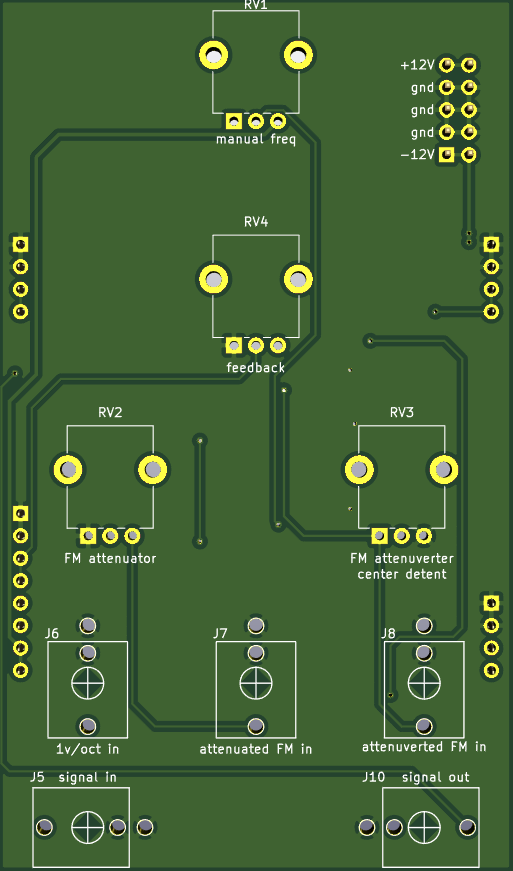 RV1
manual freq
+12V
gnd
gnd
gnd
-12V
RV4
feedback
RV2
FM attenuator
RV3
FM attenuverter
center detent
J6
1v/oct in
J7
attenuated FM in
J8
attenuverted FM in
J5 signal in
J10 signal out